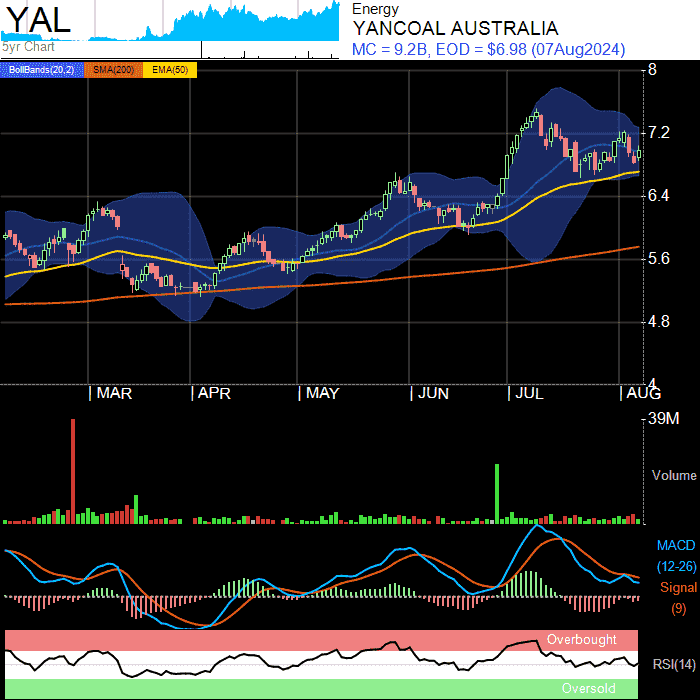 YAL
5yr Chart
Energy
YANCOAL AUSTRALIA
MC = 9.2B, EOD = $6.98 (07Aug2024)
BollBands(20,2) SMA(200) EMA(50)
8
7.2
6.4
5.6
4.8
4
MAR APR MAY JUN JUL AUG
39M
Volume
MACD
(12-26)
Signal
(9)
Overbought
RSI(14)
Oversold